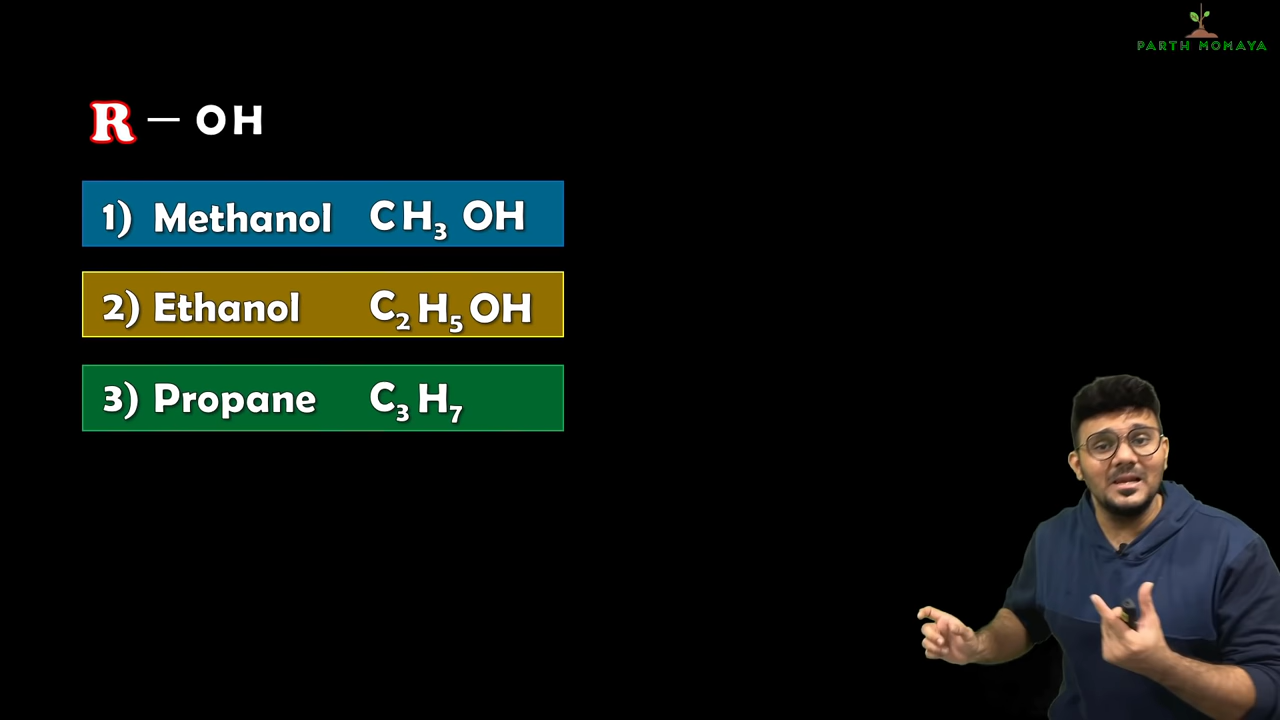 PARTH MOMAYA
R — OH
1) Methanol CH₃ OH
2) Ethanol C₂H₅OH
3) Propane C₃H₇